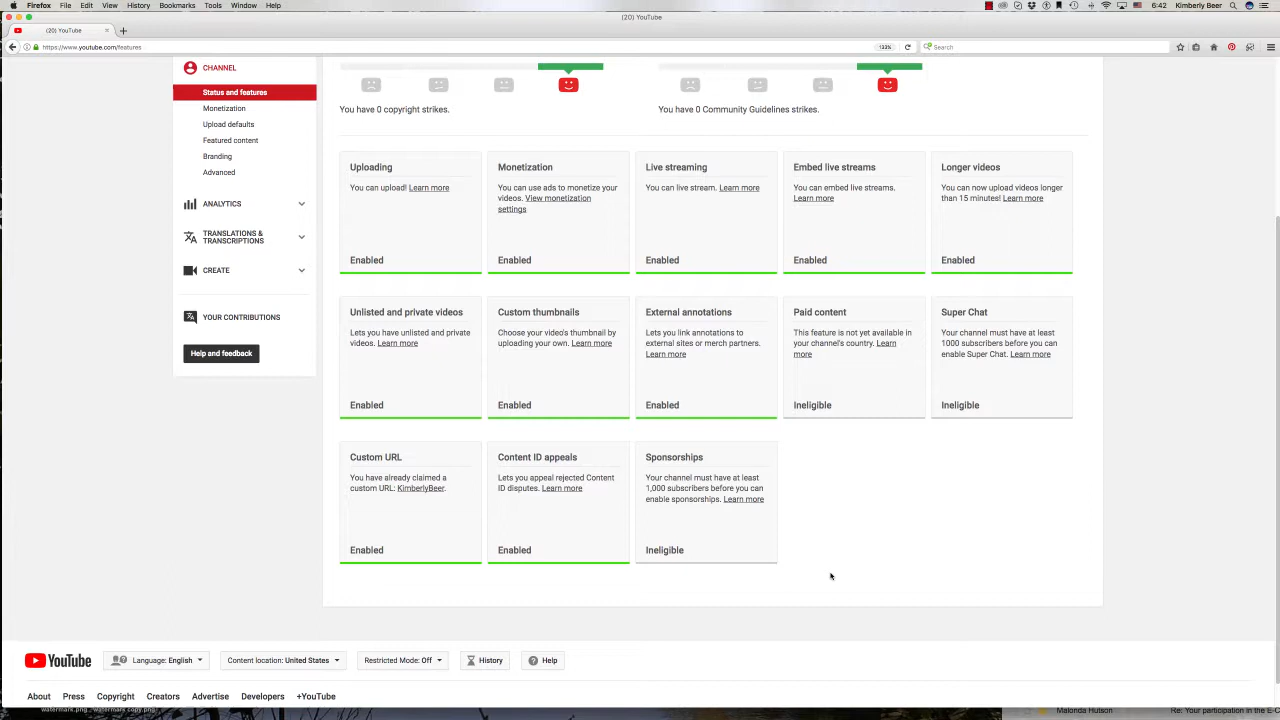 Firefox File Edit View History Bookmarks Tools Window Help 6:42 Kimberly Beer
(20) YouTube
(20) YouTube
https://www.youtube.com/features 133% Search
CHANNEL
Status and features
Monetization
Upload defaults
Featured content
Branding
Advanced
ANALYTICS
TRANSLATIONS &
TRANSCRIPTIONS
CREATE
YOUR CONTRIBUTIONS
Help and feedback
You have 0 copyright strikes.
You have 0 Community Guidelines strikes.
Uploading
You can upload! Learn more
Enabled
Monetization
You can use ads to monetize your
videos. View monetization
settings
Enabled
Live streaming
You can live stream. Learn more
Enabled
Embed live streams
You can embed live streams.
Learn more
Enabled
Longer videos
You can now upload videos longer
than 15 minutes! Learn more
Enabled
Unlisted and private videos
Lets you have unlisted and private
videos. Learn more
Enabled
Custom thumbnails
Choose your video's thumbnail by
uploading your own. Learn more
Enabled
External annotations
Lets you link annotations to
external sites or merch partners.
Learn more
Enabled
Paid content
This feature is not yet available in
your channel's country. Learn
more
Ineligible
Super Chat
Your channel must have at least
1000 subscribers before you can
enable Super Chat. Learn more
Ineligible
Custom URL
You have already claimed a
custom URL: KimberlyBeer.
Enabled
Content ID appeals
Lets you appeal rejected Content
ID disputes. Learn more
Enabled
Sponsorships
Your channel must have at least
1,000 subscribers before you can
enable sponsorships. Learn more
Ineligible
YouTube Language: English Content location: United States Restricted Mode: Off History Help
About Press Copyright Creators Advertise Developers +YouTube
watermark.png watermark copy.png
Malonda Hutson Re: Your participation in the E-C